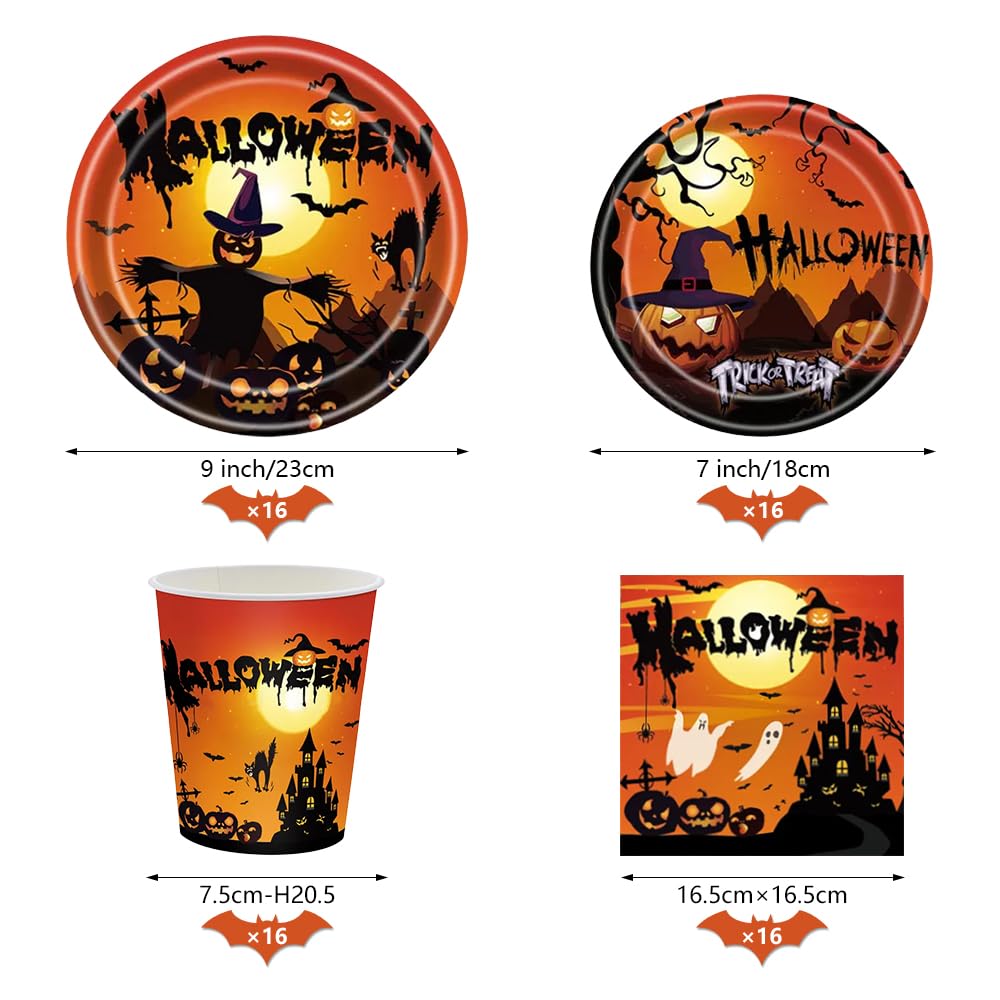 HALLOWEEN
HALLOWEEN
TRICK OR TREAT
9 inch/23cm
7 inch/18cm
×16
×16
HALLOWEEN
HALLOWEEN
7.5cm-H20.5
16.5cm×16.5cm
×16
×16